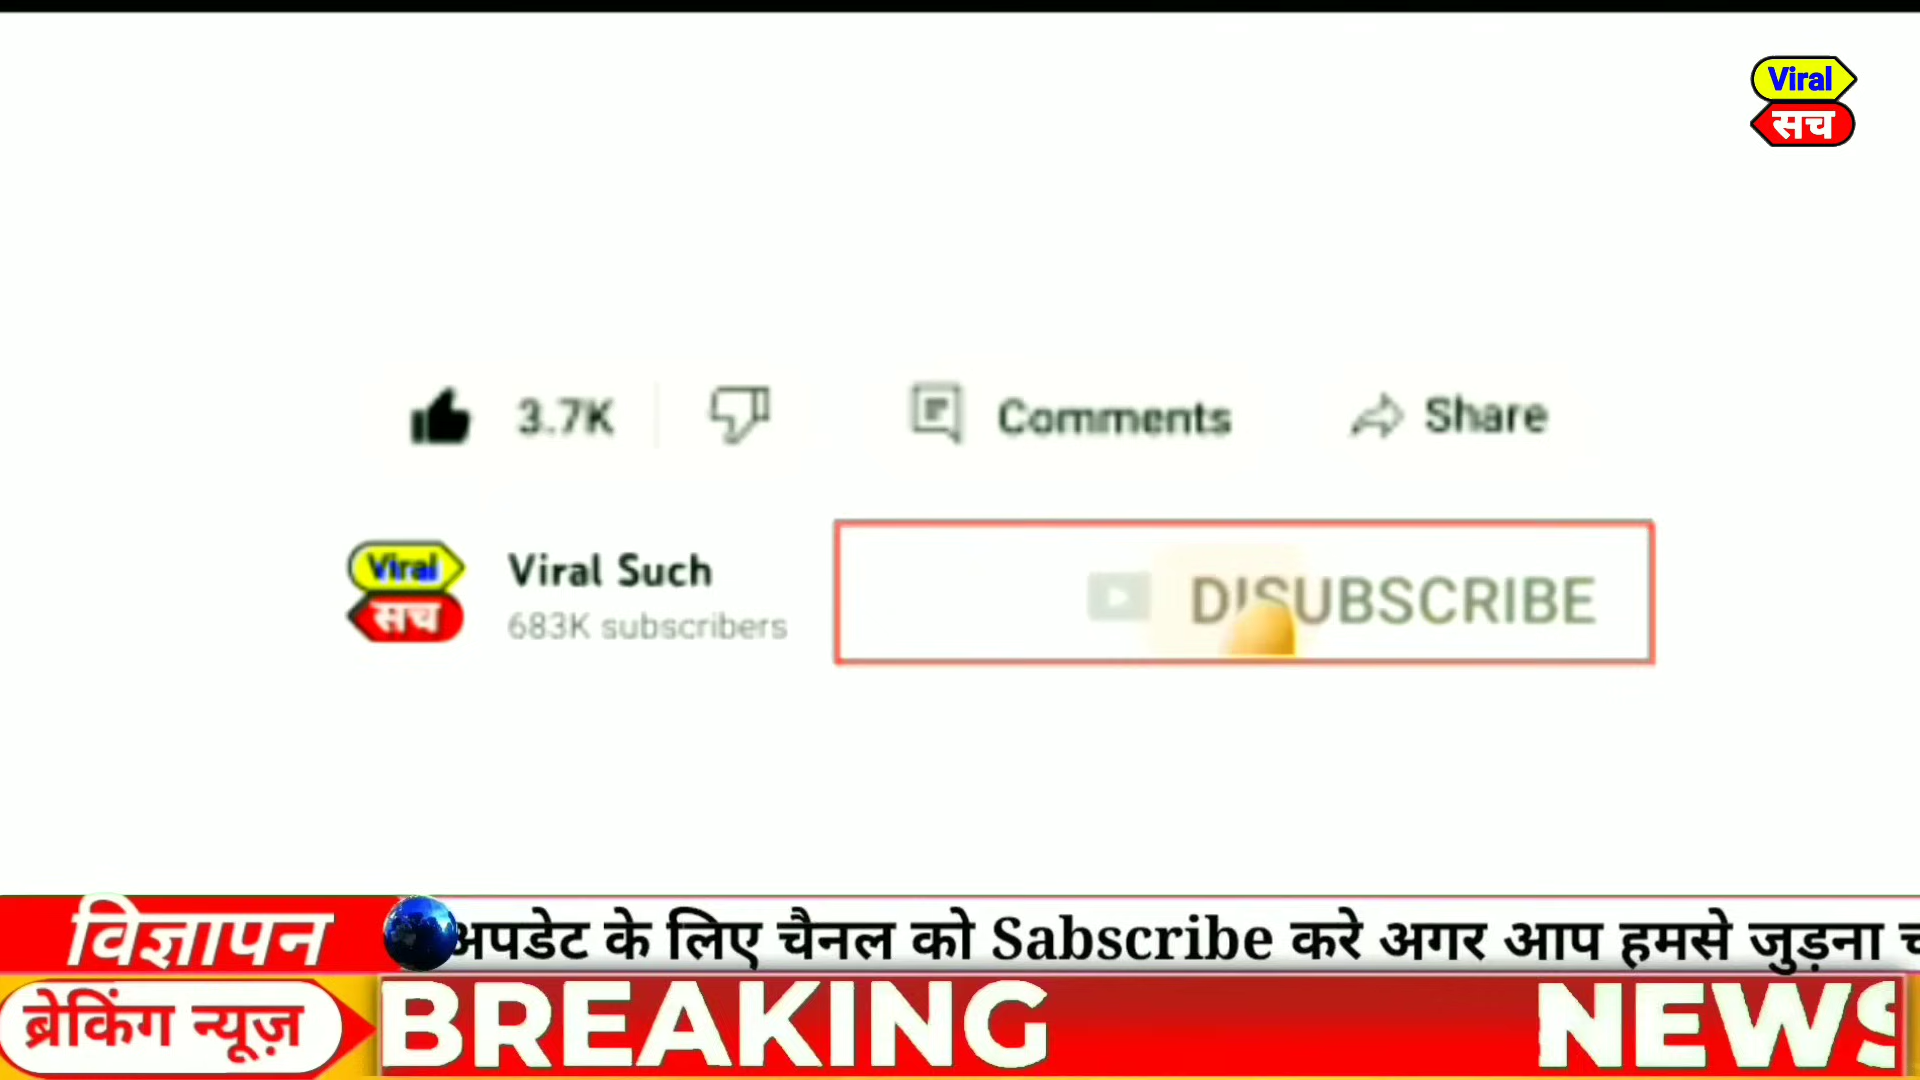 Viral
सच
3.7K
Comments
Share
Viral
सच
Viral Such
683K subscribers
DISUBSCRIBE
विज्ञापन
अपडेट के लिए चैनल को Sabscribe करे अगर आप हमसे जुड़ना
ब्रेकिंग न्यूज़
BREAKING NEWS